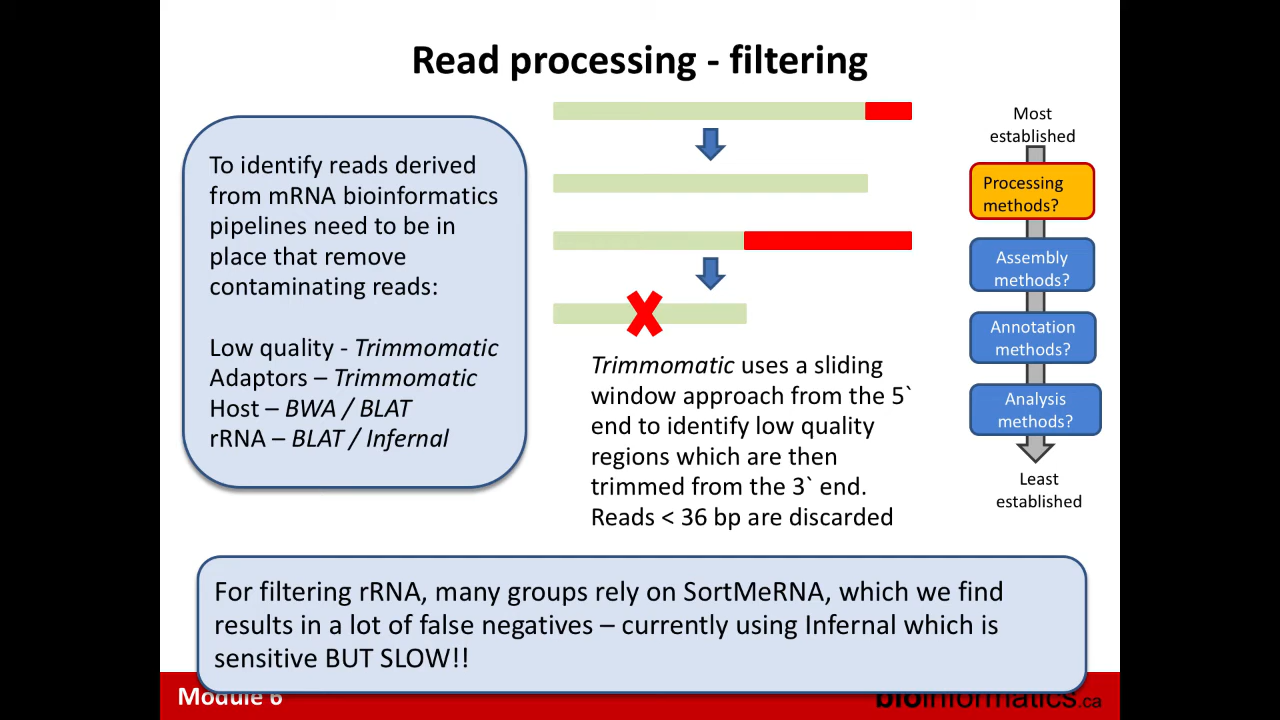 Read processing - filtering
To identify reads derived
from mRNA bioinformatics
pipelines need to be in
place that remove
contaminating reads:
Low quality - Trimmomatic
Adaptors – Trimmomatic
Host – BWA / BLAT
rRNA – BLAT / Infernal
Trimmomatic uses a sliding
window approach from the 5`
end to identify low quality
regions which are then
trimmed from the 3` end.
Reads < 36 bp are discarded
Most
established
Processing
methods?
Assembly
methods?
Annotation
methods?
Analysis
methods?
Least
established
For filtering rRNA, many groups rely on SortMeRNA, which we find
results in a lot of false negatives – currently using Infernal which is
sensitive BUT SLOW!!
Module 6
bioinformatics.ca